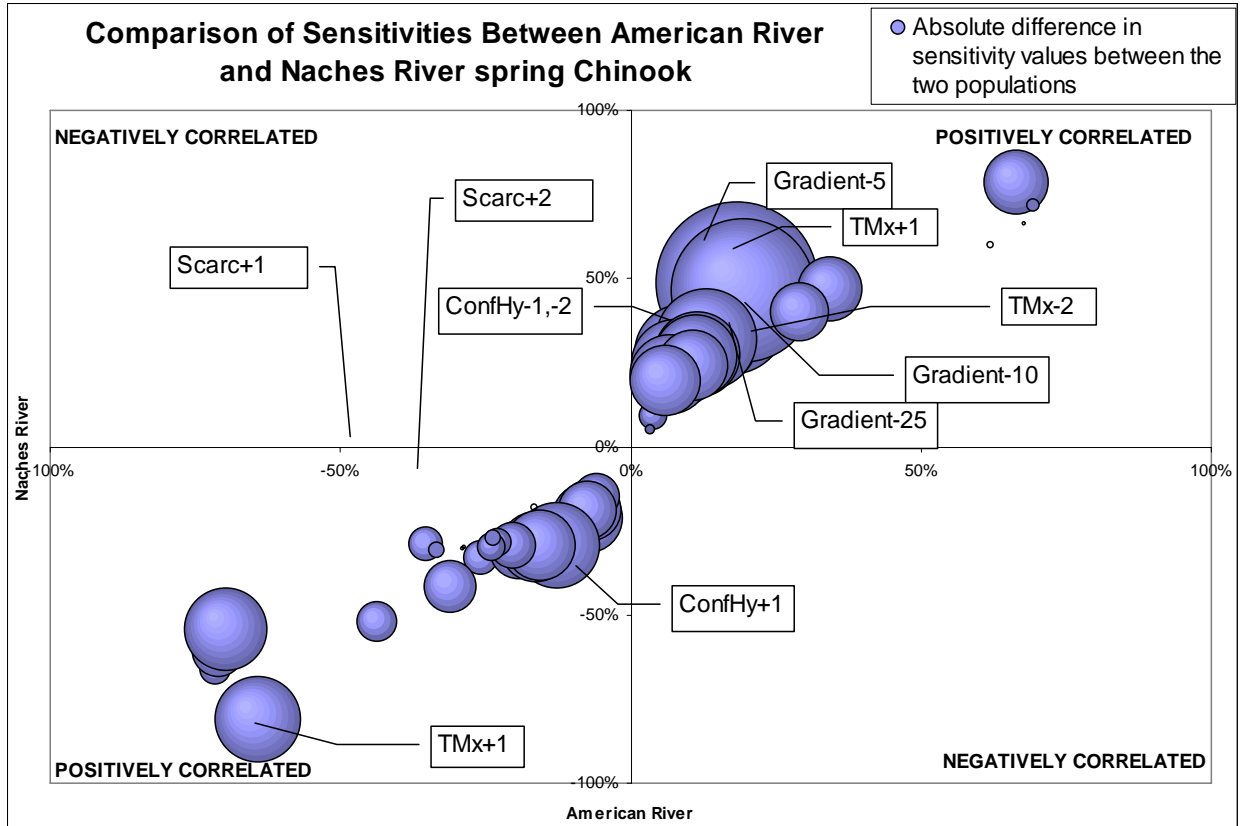 Comparison of Sensitivities Between American River
and Naches River spring Chinook
Absolute difference in
sensitivity values between the
two populations
100%
NEGATIVELY CORRELATED
POSITIVELY CORRELATED
Gradient-5
Scarc+2
TMx+1
Scarc+1
50%
ConfHy-1,-2
TMx-2
Gradient-10
Gradient-25
Naches River
0%
-100%
-50%
0%
50%
100%
ConfHy+1
-50%
TMx+1
POSITIVELY CORRELATED
NEGATIVELY CORRELATED
-100%
American River